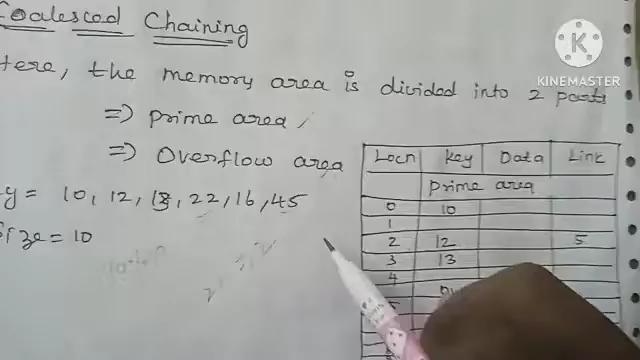 Coalesced Chaining
Here, the memory area is divided into 2 parts
=> prime area,
=> Overflow area
= 10, 12, 13, 22, 16, 45
Size = 10
Locn Key Data Link
prime area
0 10
1
2 12 5
3 13
4
5
K
KINEMASTER